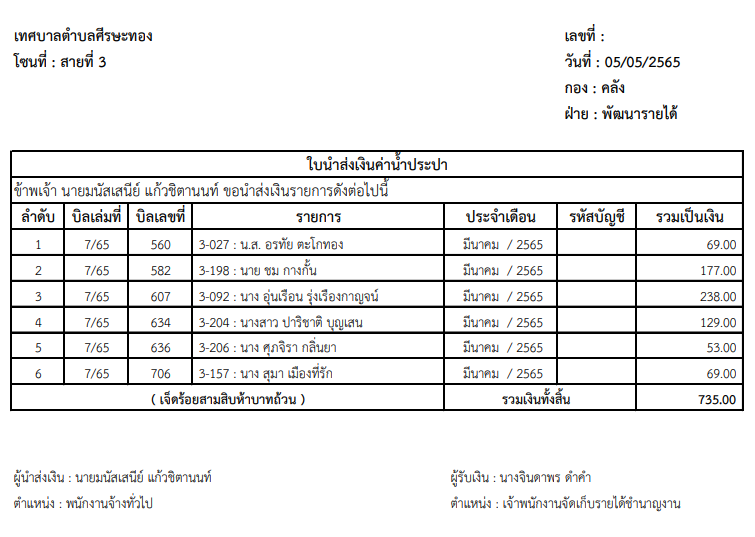 เทศบาลตำบลศีรษะทอง เลขที่ :
โซนที่ : สายที่ 3 วันที่ : 05/05/2565
กอง : คลัง
ฝ่าย : พัฒนารายได้
ใบนำส่งเงินค่าน้ำประปา
ข้าพเจ้า นายมนัสเสนีย์ แก้วชิตานนท์ ขอนำส่งเงินรายการดังต่อไปนี้
ลำดับ บิลเล่มที่ บิลเลขที่ รายการ ประจำเดือน รหัสบัญชี รวมเป็นเงิน
1 7/65 560 3-027 : น.ส. อรทัย ตะโกทอง มีนาคม / 2565 69.00
2 7/65 582 3-198 : นาย ชม กางกั้น มีนาคม / 2565 177.00
3 7/65 607 3-092 : นาง อุ่นเรือน รุ่งเรืองกาญจน์ มีนาคม / 2565 238.00
4 7/65 634 3-204 : นางสาว ปาริชาติ บุญเสน มีนาคม / 2565 129.00
5 7/65 636 3-206 : นาง ศุภจิรา กลิ่นยา มีนาคม / 2565 53.00
6 7/65 706 3-157 : นาง สุมา เมืองที่รัก มีนาคม / 2565 69.00
( เจ็ดร้อยสามสิบห้าบาทถ้วน ) รวมเงินทั้งสิ้น 735.00
ผู้นำส่งเงิน : นายมนัสเสนีย์ แก้วชิตานนท์ ผู้รับเงิน : นางจินดาพร ดำคำ
ตำแหน่ง : พนักงานจ้างทั่วไป ตำแหน่ง : เจ้าพนักงานจัดเก็บรายได้ชำนาญงาน